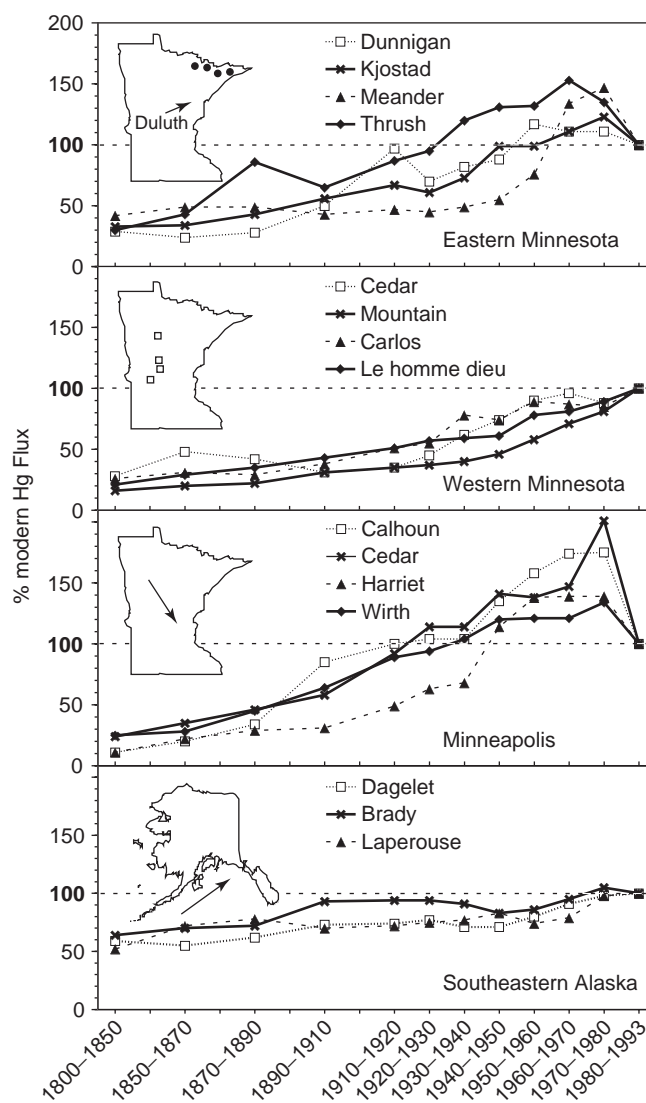 % modern Hg Flux
200
150
100
50
0
Duluth
Dunnigan
Kjostad
Meander
Thrush
Eastern Minnesota
150
100
50
0
Cedar
Mountain
Carlos
Le homme dieu
Western Minnesota
150
100
50
0
Calhoun
Cedar
Harriet
Wirth
Minneapolis
150
100
50
0
Dagelet
Brady
Laperouse
Southeastern Alaska
1800–1850
1850–1870
1870–1890
1890–1910
1910–1920
1920–1930
1930–1940
1940–1950
1950–1960
1960–1970
1970–1980
1980–1993